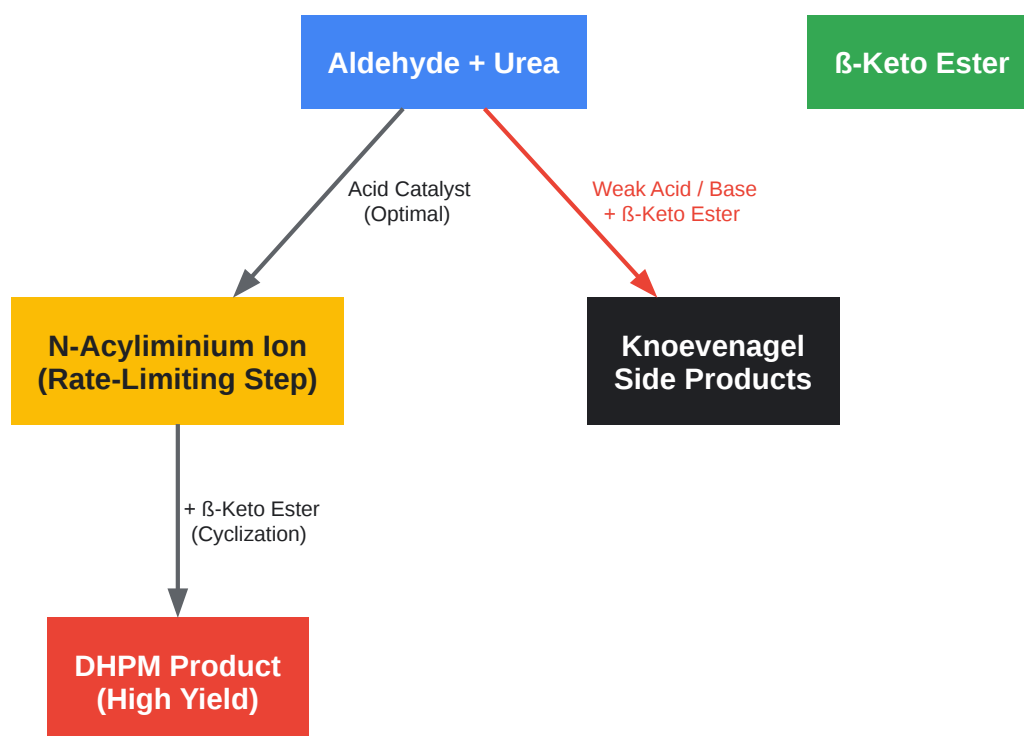 Aldehyde + Urea
ß-Keto Ester
Acid Catalyst
(Optimal)
Weak Acid / Base
+ ß-Keto Ester
N-Acyliminium Ion
(Rate-Limiting Step)
Knoevenagel
Side Products
+ ß-Keto Ester
(Cyclization)
DHPM Product
(High Yield)